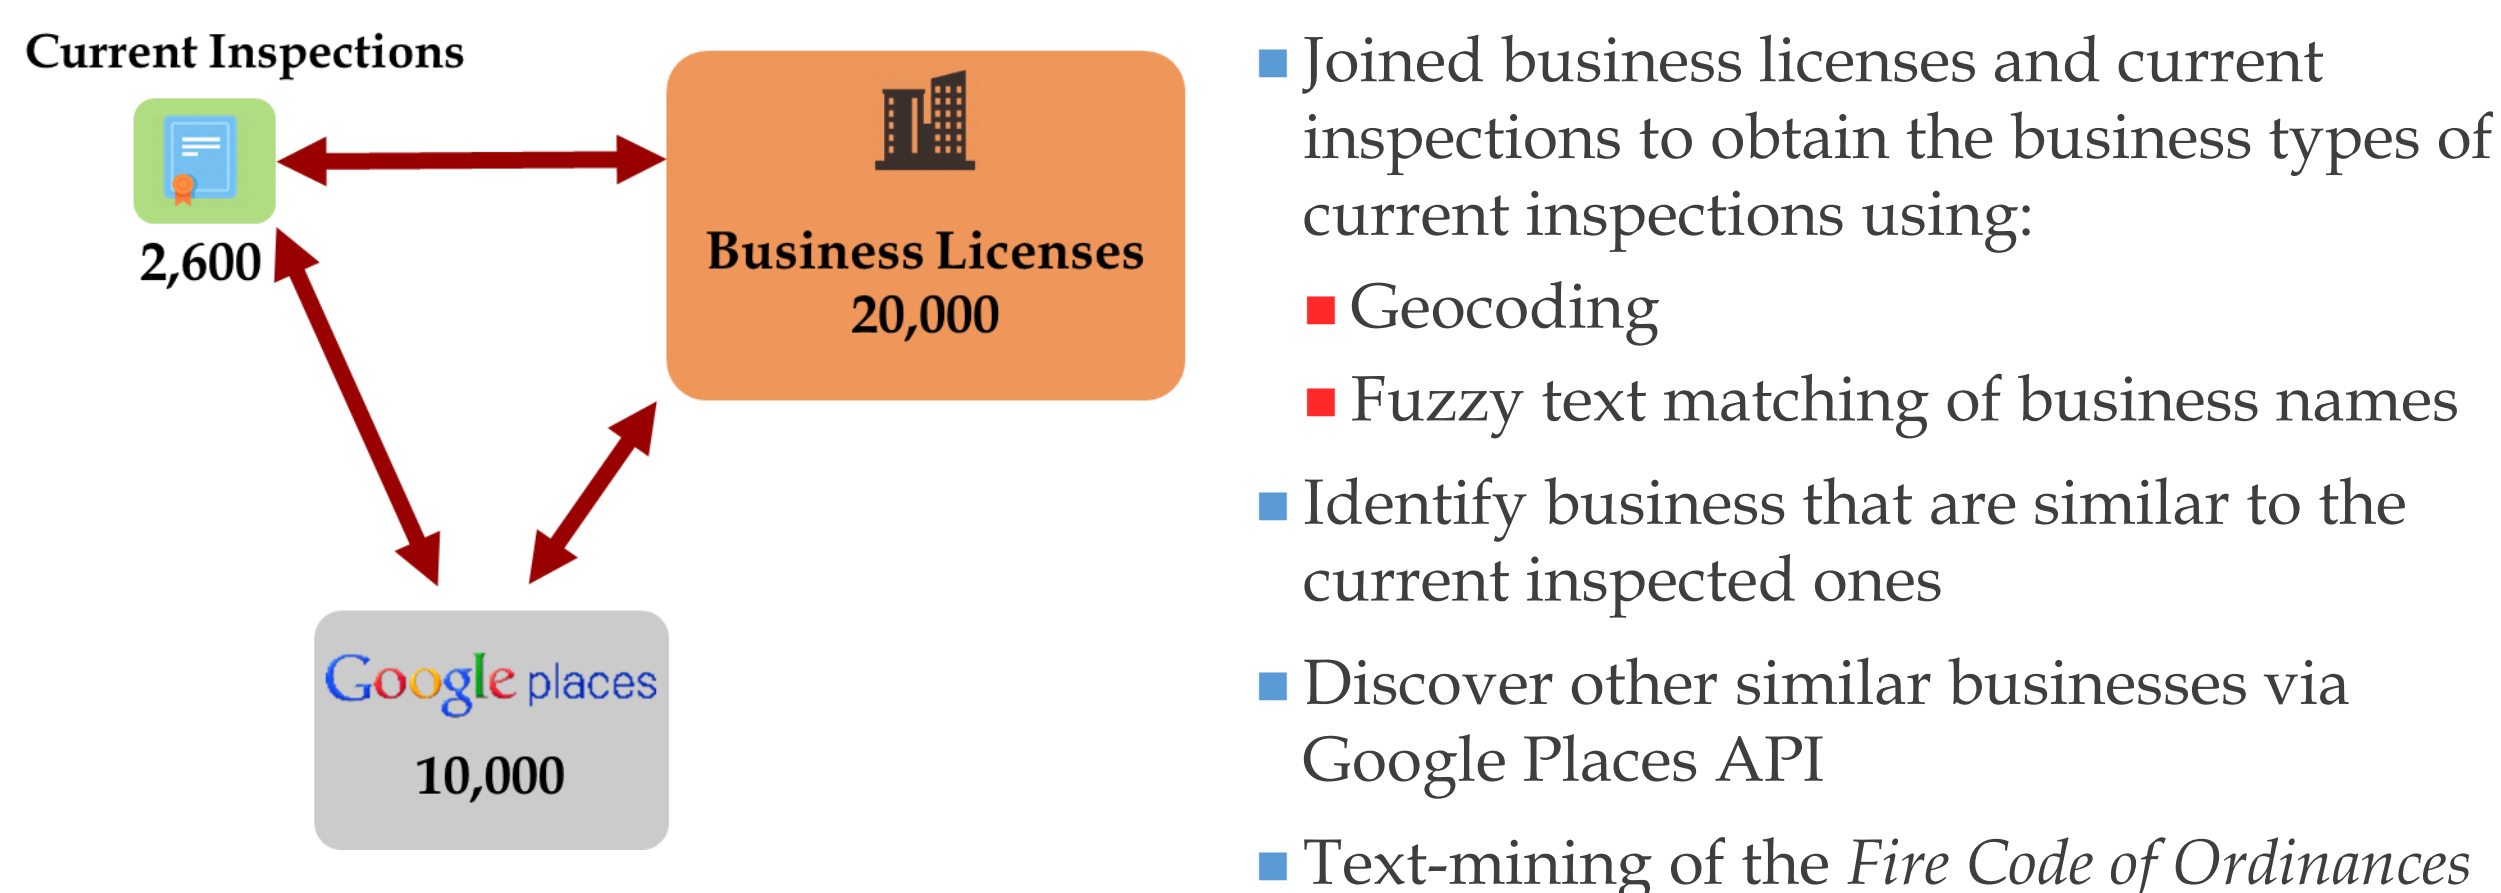 Current Inspections
2,600
Business Licenses
20,000
Google places
10,000
Joined business licenses and current
inspections to obtain the business types of
current inspections using:
Geocoding
Fuzzy text matching of business names
Identify business that are similar to the
current inspected ones
Discover other similar businesses via
Google Places API
Text-mining of the Fire Code of Ordinances